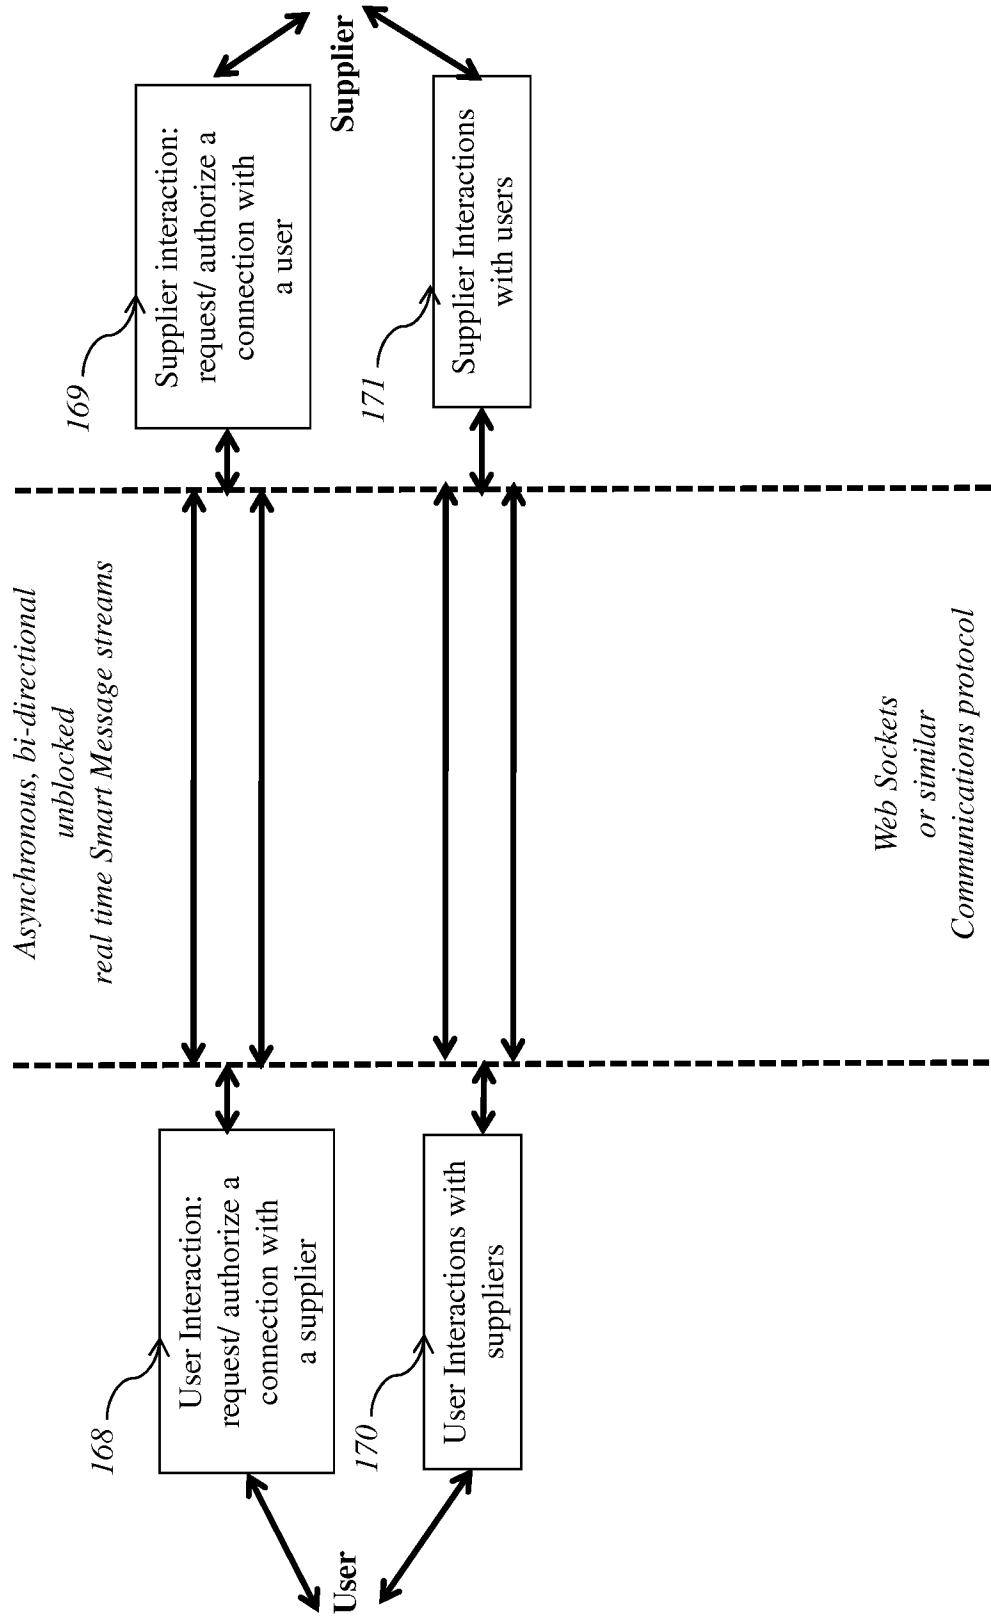 Asynchronous, bi-directional
unblocked
real time Smart Message streams
168
User Interaction:
request/ authorize a
connection with
a supplier
169
Supplier interaction:
request/ authorize a
connection with
a user
User
Supplier
170
User Interactions with
suppliers
171
Supplier Interactions
with users
Web Sockets
or similar
Communications protocol